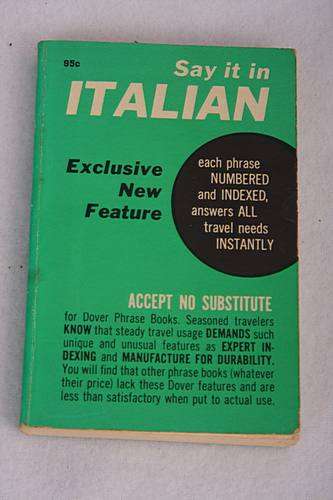 95c
Say it in
ITALIAN
Exclusive
New
Feature
each phrase
NUMBERED
and INDEXED,
answers ALL
travel needs
INSTANTLY
ACCEPT NO SUBSTITUTE
for Dover Phrase Books. Seasoned travelers
KNOW that steady travel usage DEMANDS such
unique and unusual features as EXPERT IN-
DEXING and MANUFACTURE FOR DURABILITY.
You will find that other phrase books (whatever
their price) lack these Dover features and are
less than satisfactory when put to actual use.